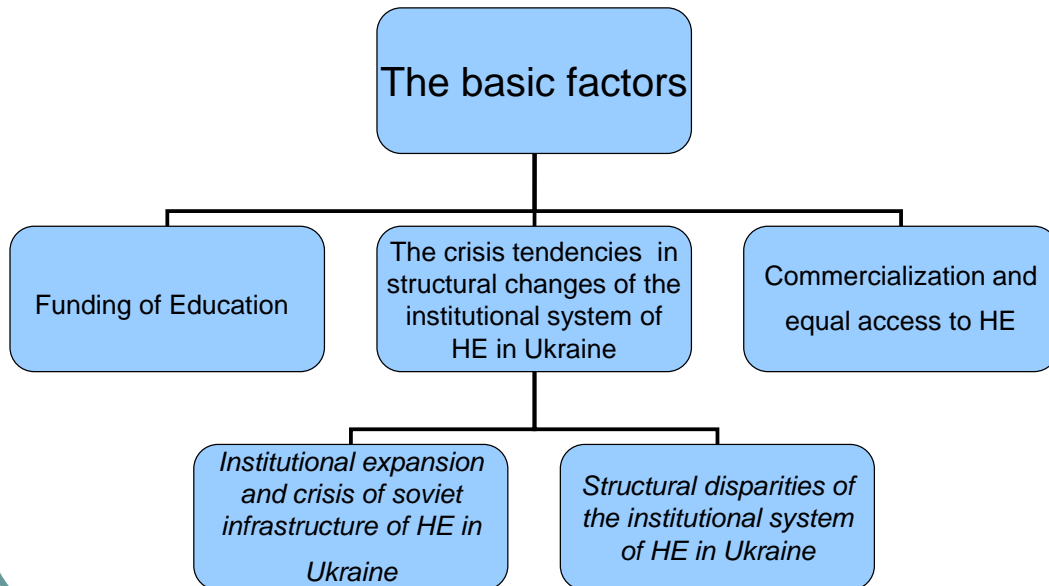 The basic factors
Funding of Education
The crisis tendencies in
structural changes of the
institutional system of
HE in Ukraine
Commercialization and
equal access to HE
Institutional expansion
and crisis of soviet
infrastructure of HE in
Ukraine
Structural disparities of
the institutional system
of HE in Ukraine